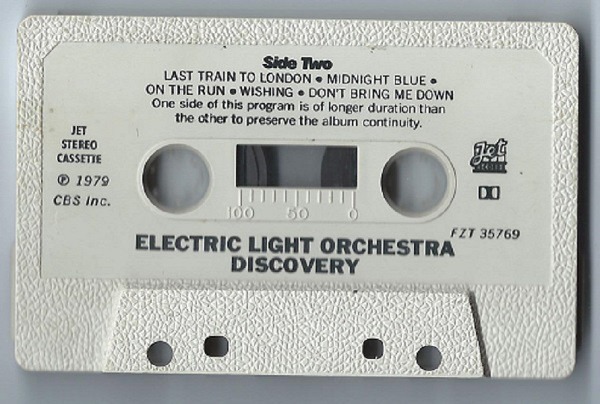 Side Two
LAST TRAIN TO LONDON • MIDNIGHT BLUE •
ON THE RUN • WISHING • DON'T BRING ME DOWN
One side of this program is of longer duration than
the other to preserve the album continuity.
JET
STEREO
CASSETTE
℗ 1979
CBS Inc.
Jet
RECORDS
100 50 0
FZT 35769
ELECTRIC LIGHT ORCHESTRA
DISCOVERY